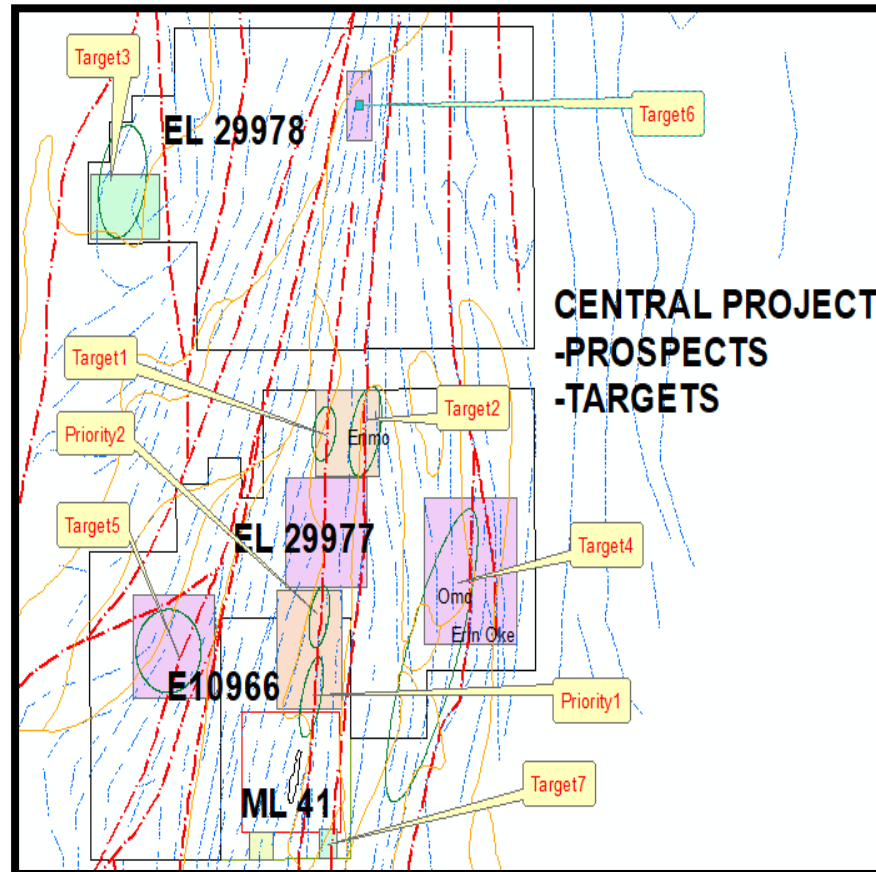 Target3
EL 29978
Target6
CENTRAL PROJECT
-PROSPECTS
-TARGETS
Target1
Target2
Priority2
Erimo
Target5
EL 29977
Target4
Omo
Erin Oke
E10966
Priority1
ML 41
Target7